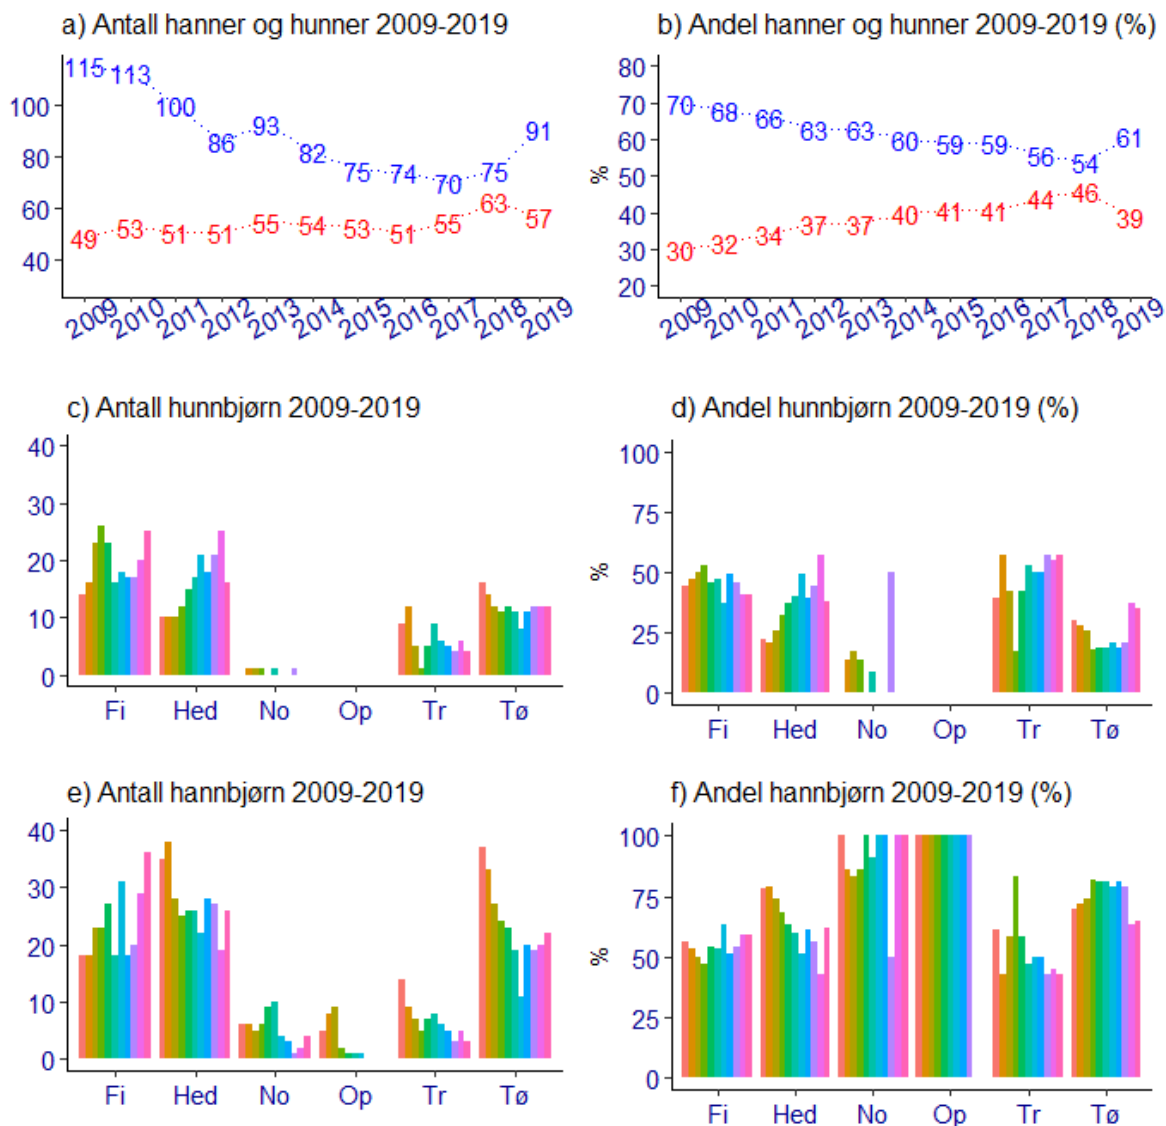 a) Antall hanner og hunner 2009-2019
115 113 100 86 93 82 75 74 70 75 91
49 53 51 51 55 54 53 51 55 63 57
100
80
60
40
2009 2010 2011 2012 2013 2014 2015 2016 2017 2018 2019
b) Andel hanner og hunner 2009-2019 (%)
70 68 66 63 63 60 59 59 56 54 61
30 32 34 37 37 40 41 41 44 46 39
80
70
60
50
40
30
20
%
2009 2010 2011 2012 2013 2014 2015 2016 2017 2018 2019
c) Antall hunnbjørn 2009-2019
40
30
20
10
0
Fi Hed No Op Tr Tø
d) Andel hunnbjørn 2009-2019 (%)
100
75
50
25
0
%
Fi Hed No Op Tr Tø
e) Antall hannbjørn 2009-2019
40
30
20
10
0
Fi Hed No Op Tr Tø
f) Andel hannbjørn 2009-2019 (%)
100
75
50
25
0
%
Fi Hed No Op Tr Tø